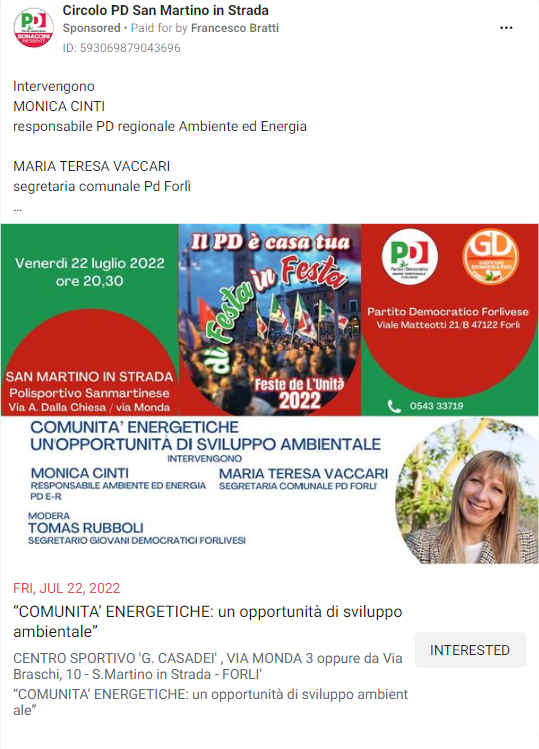 Circolo PD San Martino in Strada
Sponsored • Paid for by Francesco Bratti
ID: 593069879043696
Intervengono
MONICA CINTI
responsabile PD regionale Ambiente ed Energia
MARIA TERESA VACCARI
segretaria comunale Pd Forlì
...
Venerdì 22 luglio 2022
ore 20,30
SAN MARTINO IN STRADA
Polisportivo Sanmartinese
Via A. Dalla Chiesa / via Monda
Il PD è casa tua
di Festa in Festa
Feste de L'Unità
2022
PD
Partito Democratico
GD
GIOVANI
DEMOCRATICI
Partito Democratico Forlivese
Viale Matteotti 21/B 47122 Forlì
0543 33719
COMUNITA' ENERGETICHE
UN'OPPORTUNITÀ DI SVILUPPO AMBIENTALE
INTERVENGONO
MONICA CINTI
RESPONSABILE AMBIENTE ED ENERGIA
PD E-R
MARIA TERESA VACCARI
SEGRETARIA COMUNALE PD FORLI'
MODERA
TOMAS RUBBOLI
SEGRETARIO GIOVANI DEMOCRATICI FORLIVESI
FRI, JUL 22, 2022
“COMUNITA’ ENERGETICHE: un opportunità di sviluppo
ambientale”
INTERESTED
CENTRO SPORTIVO 'G. CASADEI' , VIA MONDA 3 oppure da Via
Braschi, 10 - S.Martino in Strada - FORLI'
“COMUNITA’ ENERGETICHE: un opportunità di sviluppo ambient
ale”